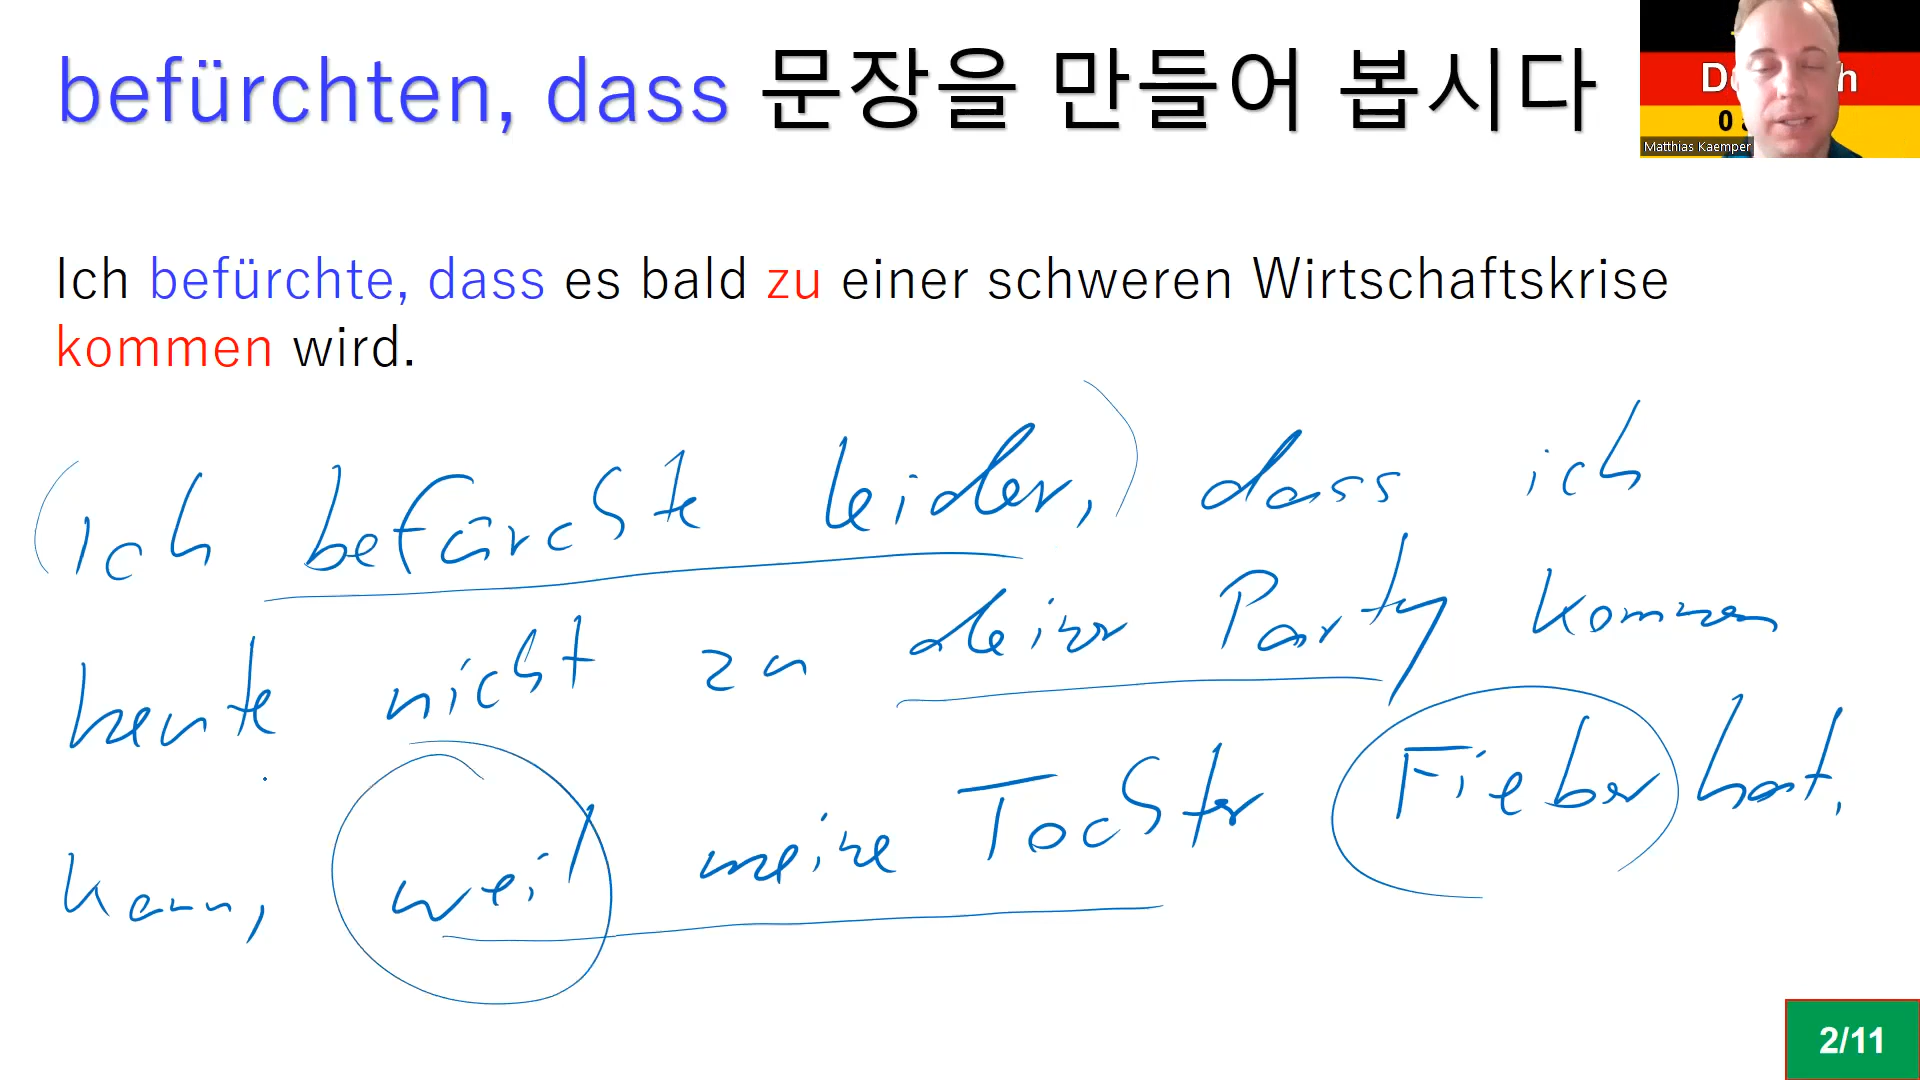 befürchten, dass 문장을 만들어 봅시다
Matthias Kaemper
Ich befürchte, dass es bald zu einer schweren Wirtschaftskrise
kommen wird.
(Ich befürchte leider,) dass ich
heute nicht zu deiner Party kommen
kann, weil meine Tochter Fieber hat.
2/11